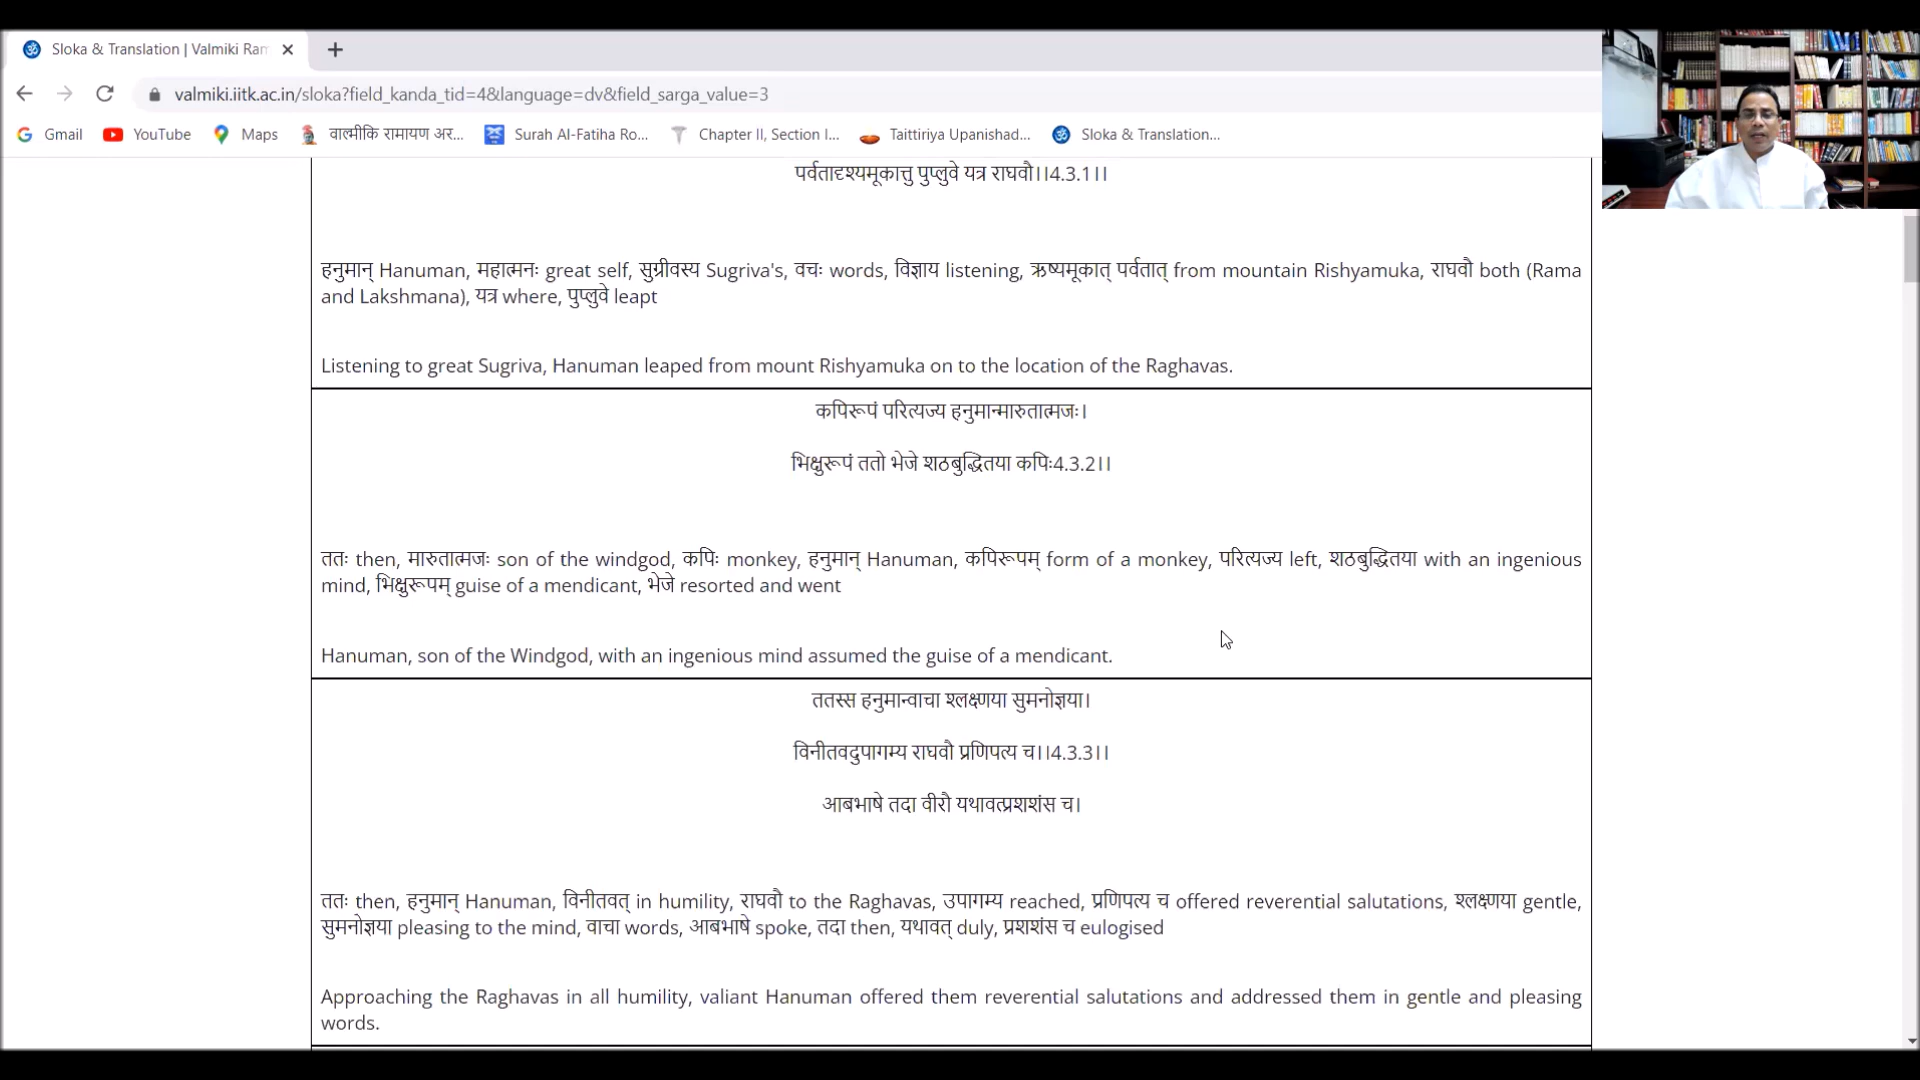 Sloka & Translation | Valmiki Ram
valmiki.iitk.ac.in/sloka?field_kanda_tid=4&language=dv&field_sarga_value=3
Gmail YouTube Maps वाल्मीकि रामायण अर... Surah Al-Fatiha Ro... Chapter II, Section I... Taittiriya Upanishad... Sloka & Translation...
पर्वतादृश्यमूकात्तु पुप्लुवे यत्र राघवौ।।4.3.1।।
हनुमान् Hanuman, महात्मनः great self, सुग्रीवस्य Sugriva's, वचः words, विज्ञाय listening, ऋष्यमूकात् पर्वतात् from mountain Rishyamuka, राघवौ both (Rama
and Lakshmana), यत्र where, पुप्लुवे leapt
Listening to great Sugriva, Hanuman leaped from mount Rishyamuka on to the location of the Raghavas.
कपिरूपं परित्यज्य हनुमान्मारुतात्मजः।
भिक्षुरूपं ततो भेजे शठबुद्धितया कपिः4.3.2।।
ततः then, मारुतात्मजः son of the windgod, कपिः monkey, हनुमान् Hanuman, कपिरूपम् form of a monkey, परित्यज्य left, शठबुद्धितया with an ingenious
mind, भिक्षुरूपम् guise of a mendicant, भेजे resorted and went
Hanuman, son of the Windgod, with an ingenious mind assumed the guise of a mendicant.
ततस्स हनुमान्वाचा श्लक्ष्णया सुमनोज्ञया।
विनीतवदुपागम्य राघवौ प्रणिपत्य च।।4.3.3।।
आबभाषे तदा वीरौ यथावत्प्रशशंस च।
ततः then, हनुमान् Hanuman, विनीतवत् in humility, राघवौ to the Raghavas, उपागम्य reached, प्रणिपत्य च offered reverential salutations, श्लक्ष्णया gentle,
सुमनोज्ञया pleasing to the mind, वाचा words, आबभाषे spoke, तदा then, यथावत् duly, प्रशशंस च eulogised
Approaching the Raghavas in all humility, valiant Hanuman offered them reverential salutations and addressed them in gentle and pleasing
words.